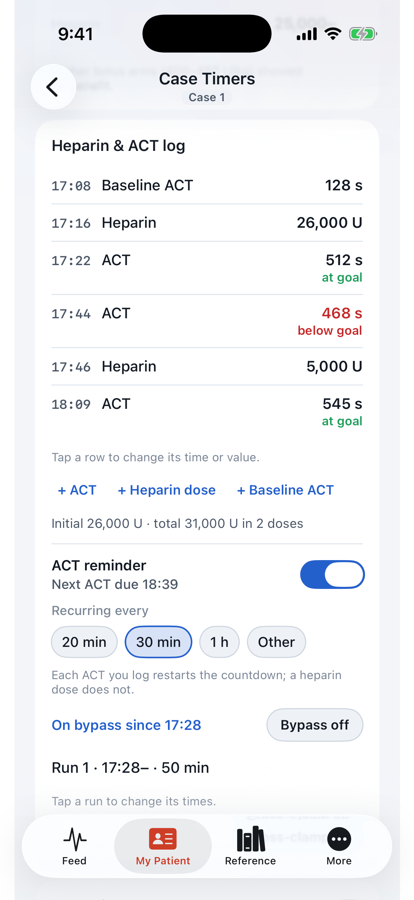 9:41
Case Timers
Case 1
Heparin & ACT log
17:08 Baseline ACT 128 s
17:16 Heparin 26,000 U
17:22 ACT 512 s
at goal
17:44 ACT 468 s
below goal
17:46 Heparin 5,000 U
18:09 ACT 545 s
at goal
Tap a row to change its time or value.
+ ACT + Heparin dose + Baseline ACT
Initial 26,000 U · total 31,000 U in 2 doses
ACT reminder
Next ACT due 18:39
Recurring every
20 min 30 min 1 h Other
Each ACT you log restarts the countdown; a heparin
dose does not.
On bypass since 17:28 Bypass off
Run 1 · 17:28– · 50 min
Tap a run to change its times.
Feed My Patient Reference More